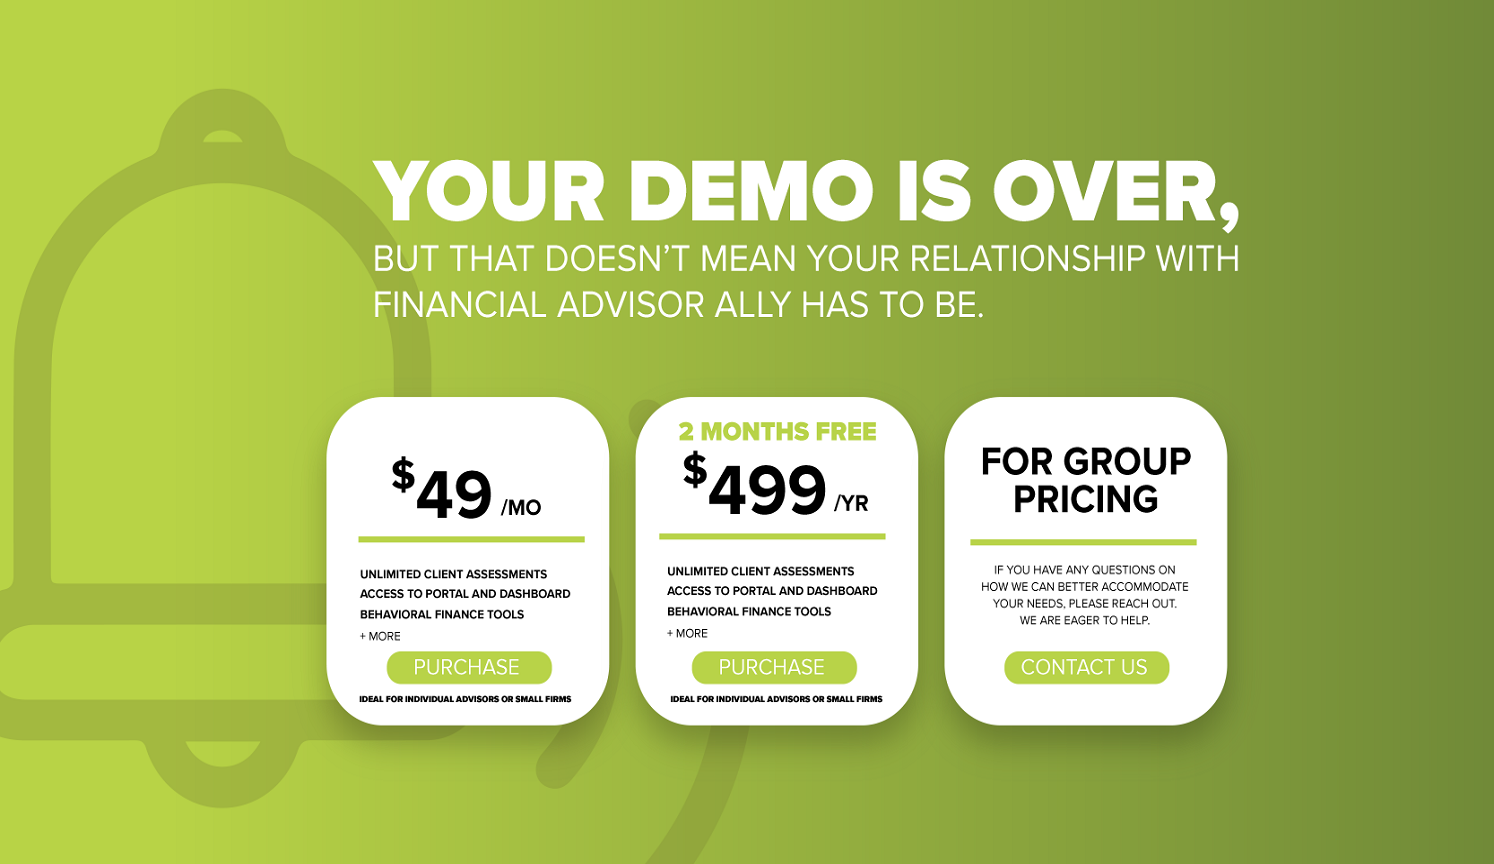 YOUR DEMO IS OVER,
BUT THAT DOESN'T MEAN YOUR RELATIONSHIP WITH
FINANCIAL ADVISOR ALLY HAS TO BE.
$49 /MO
UNLIMITED CLIENT ASSESSMENTS
ACCESS TO PORTAL AND DASHBOARD
BEHAVIORAL FINANCE TOOLS
+ MORE
PURCHASE
IDEAL FOR INDIVIDUAL ADVISORS OR SMALL FIRMS
2 MONTHS FREE
$499 /YR
UNLIMITED CLIENT ASSESSMENTS
ACCESS TO PORTAL AND DASHBOARD
BEHAVIORAL FINANCE TOOLS
+ MORE
PURCHASE
IDEAL FOR INDIVIDUAL ADVISORS OR SMALL FIRMS
FOR GROUP
PRICING
IF YOU HAVE ANY QUESTIONS ON
HOW WE CAN BETTER ACCOMMODATE
YOUR NEEDS, PLEASE REACH OUT.
WE ARE EAGER TO HELP.
CONTACT US